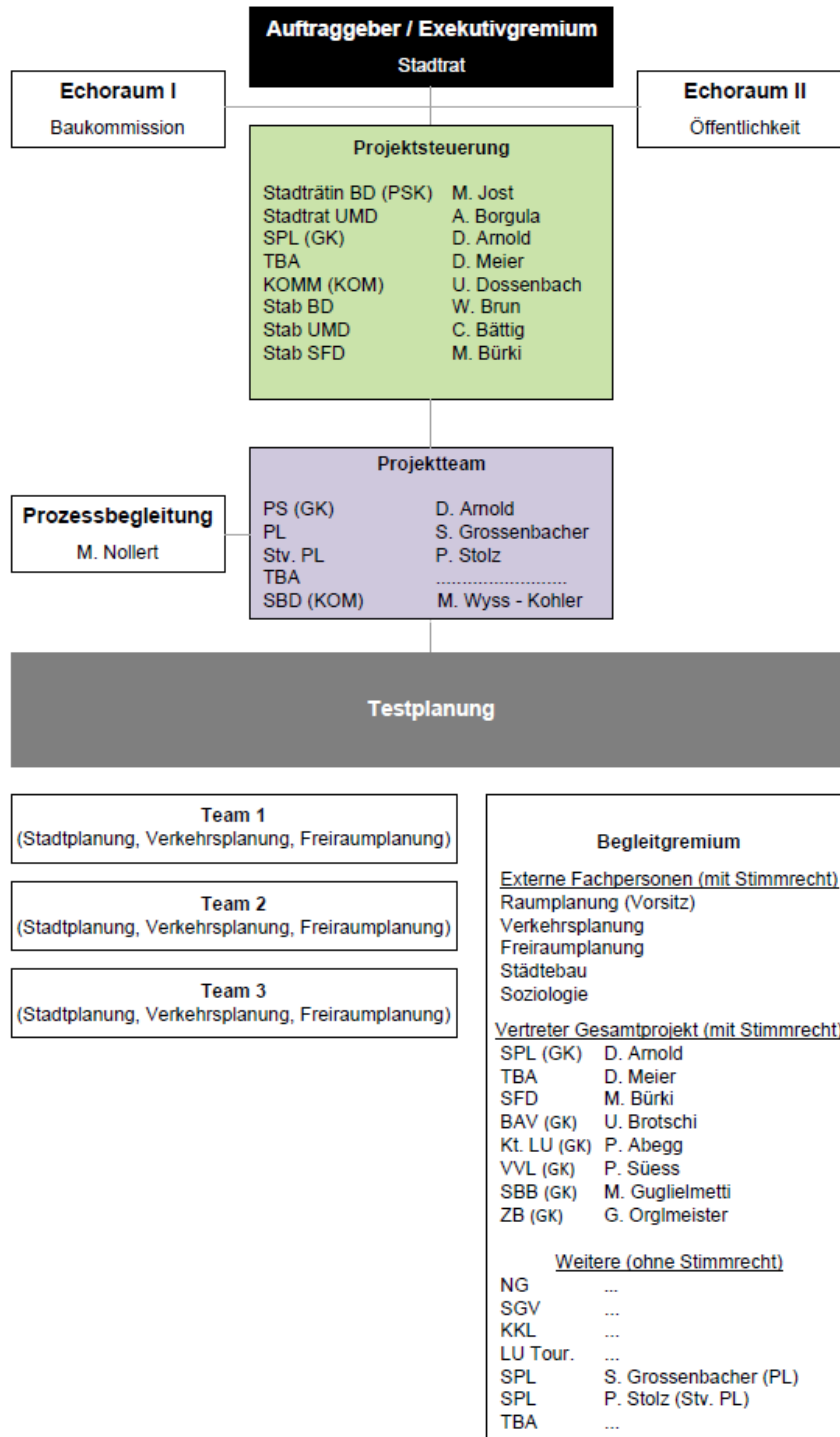 Auftraggeber / Exekutivgremium
Stadtrat
Echoraum I
Baukommission
Echoraum II
Öffentlichkeit
Projektsteuerung
Stadträtin BD (PSK) M. Jost
Stadtrat UMD A. Borgula
SPL (GK) D. Arnold
TBA D. Meier
KOMM (KOM) U. Dossenbach
Stab BD W. Brun
Stab UMD C. Bättig
Stab SFD M. Bürki
Projektteam
PS (GK) D. Arnold
PL S. Grossenbacher
Stv. PL P. Stolz
TBA ..........................
SBD (KOM) M. Wyss - Kohler
Prozessbegleitung
M. Nollert
Testplanung
Team 1
(Stadtplanung, Verkehrsplanung, Freiraumplanung)
Team 2
(Stadtplanung, Verkehrsplanung, Freiraumplanung)
Team 3
(Stadtplanung, Verkehrsplanung, Freiraumplanung)
Begleitgremium
Externe Fachpersonen (mit Stimmrecht)
Raumplanung (Vorsitz)
Verkehrsplanung
Freiraumplanung
Städtebau
Soziologie
Vertreter Gesamtprojekt (mit Stimmrecht)
SPL (GK) D. Arnold
TBA D. Meier
SFD M. Bürki
BAV (GK) U. Brotschi
Kt. LU (GK) P. Abegg
VVL (GK) P. Süess
SBB (GK) M. Guglielmetti
ZB (GK) G. Orglmeister
Weitere (ohne Stimmrecht)
NG ...
SGV ...
KKL ...
LU Tour. ...
SPL S. Grossenbacher (PL)
SPL P. Stolz (Stv. PL)
TBA ...